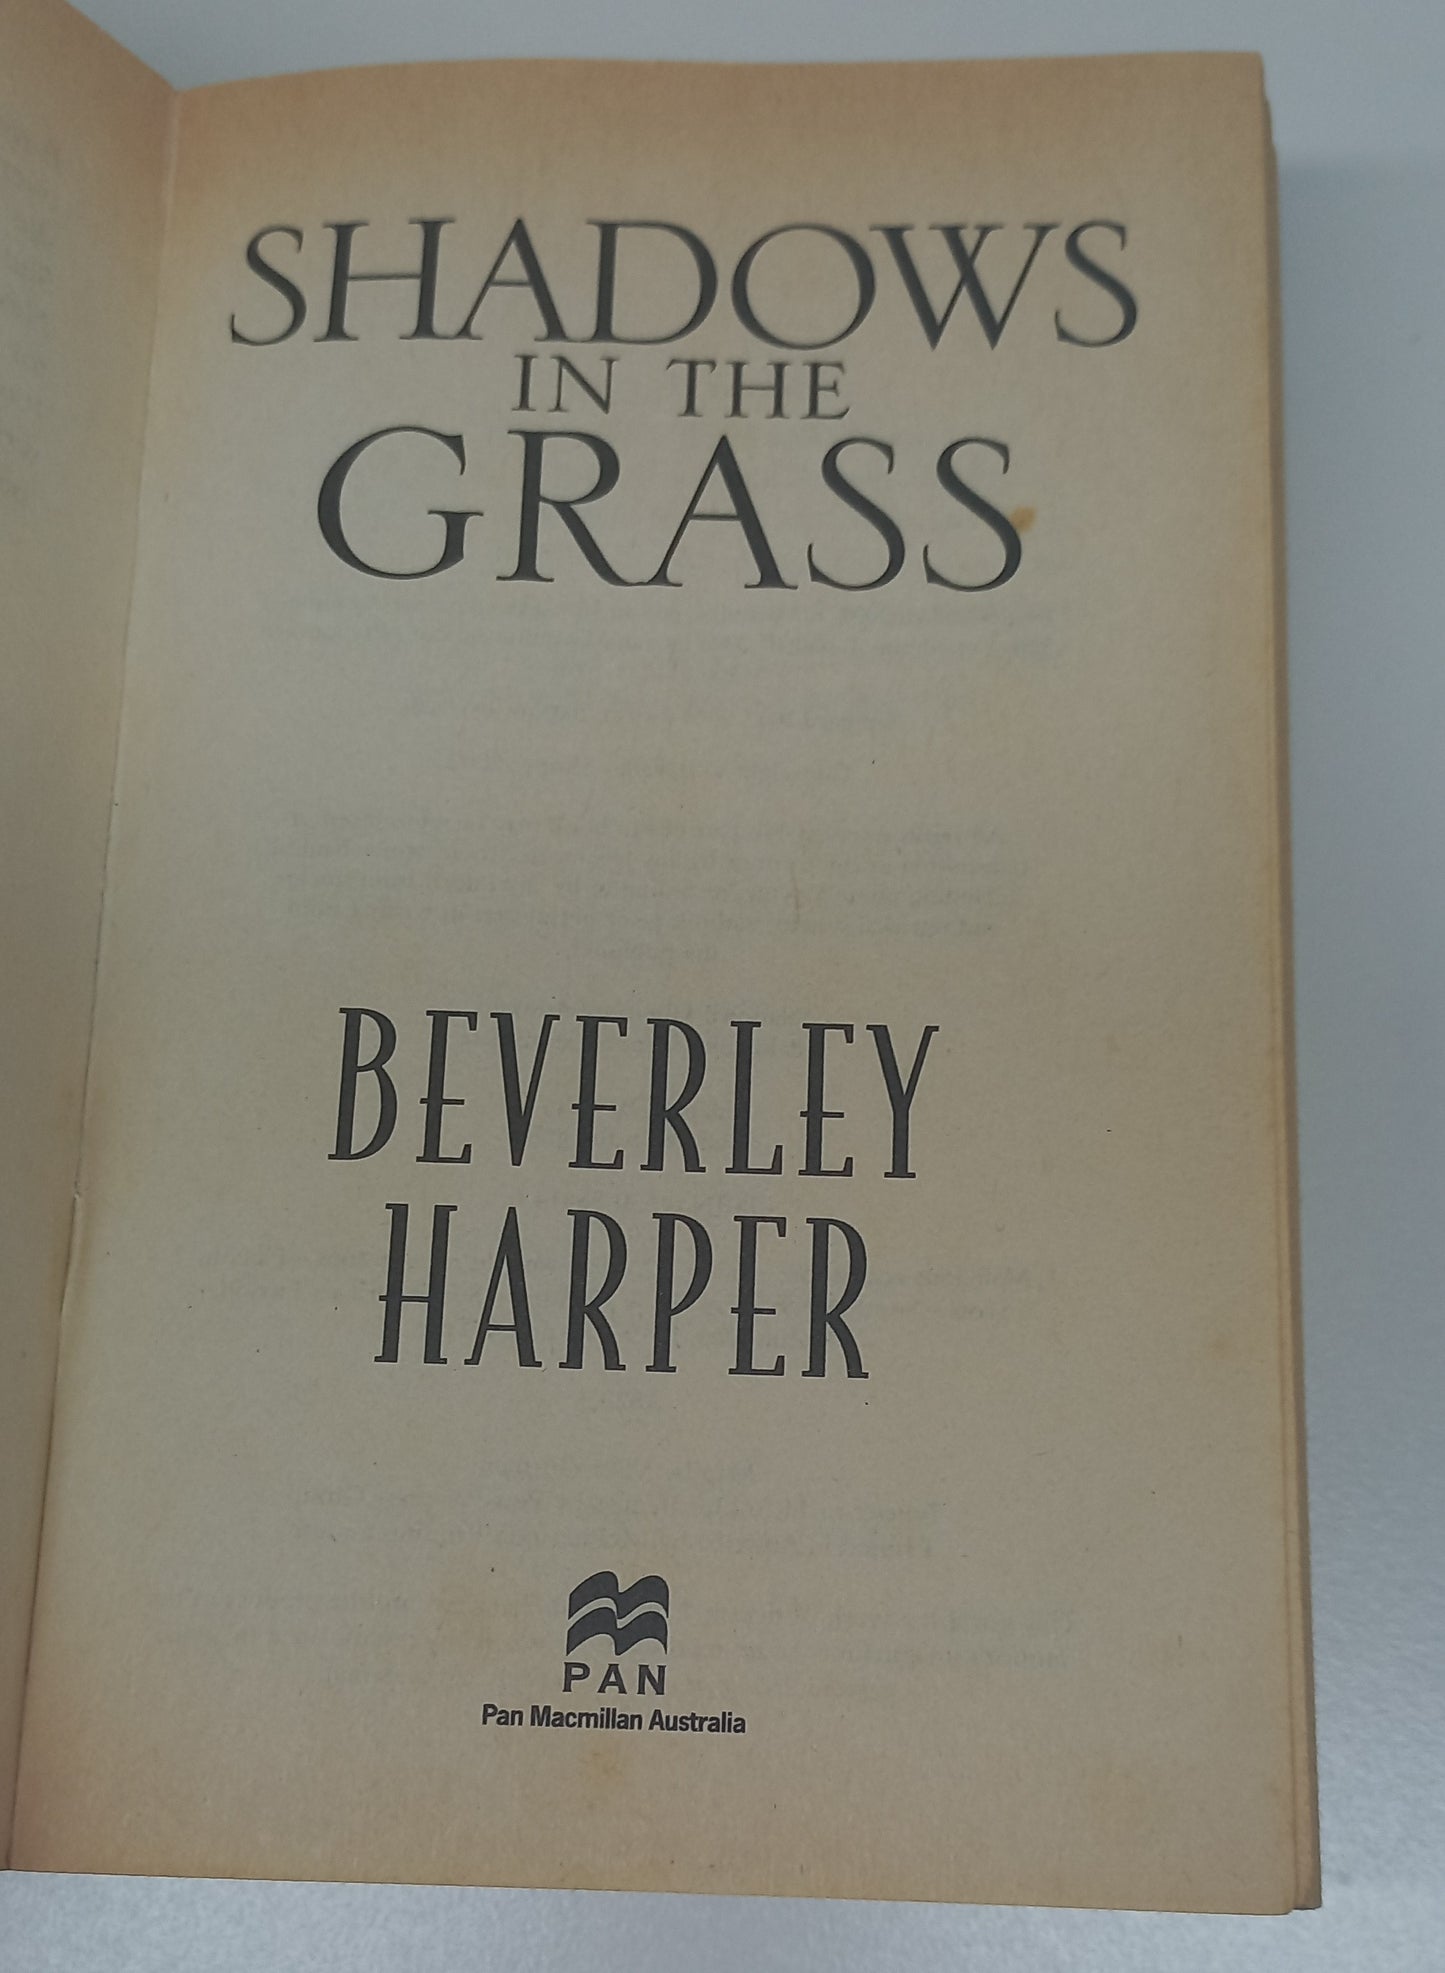 SHADOWS
IN THE
GRASS
BEVERLEY
HARPER
PAN
Pan Macmillan Australia